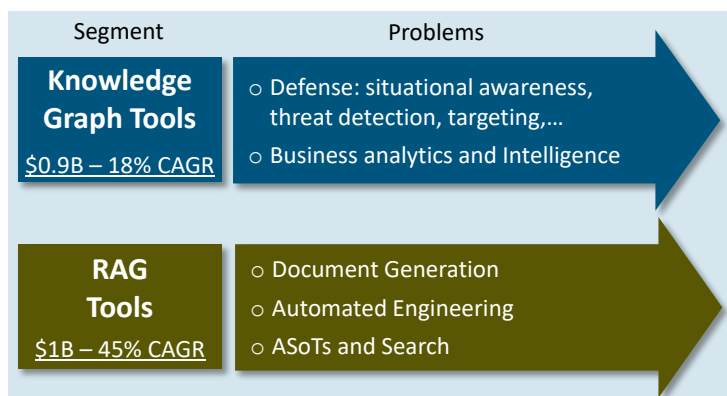 Segment
Problems
Knowledge
Graph Tools
$0.9B – 18% CAGR
o Defense: situational awareness,
threat detection, targeting,…
o Business analytics and Intelligence
RAG
Tools
$1B – 45% CAGR
o Document Generation
o Automated Engineering
o ASoTs and Search